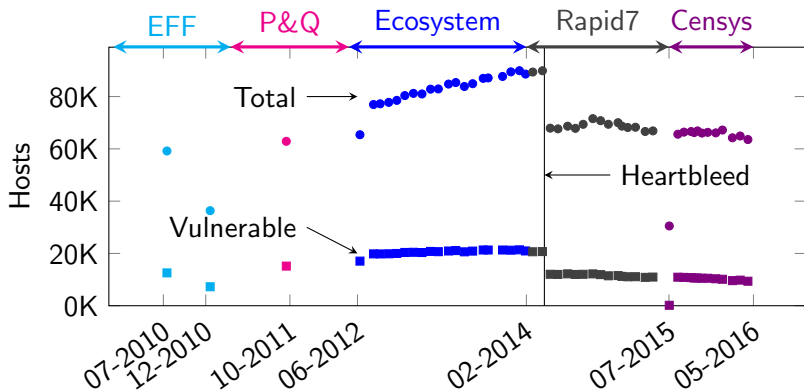 EFF P&Q Ecosystem Rapid7 Censys
80K
Total
60K
Heartbleed
Hosts
40K
Vulnerable
20K
0K
07-2010 12-2010 10-2011 06-2012 02-2014 07-2015 05-2016